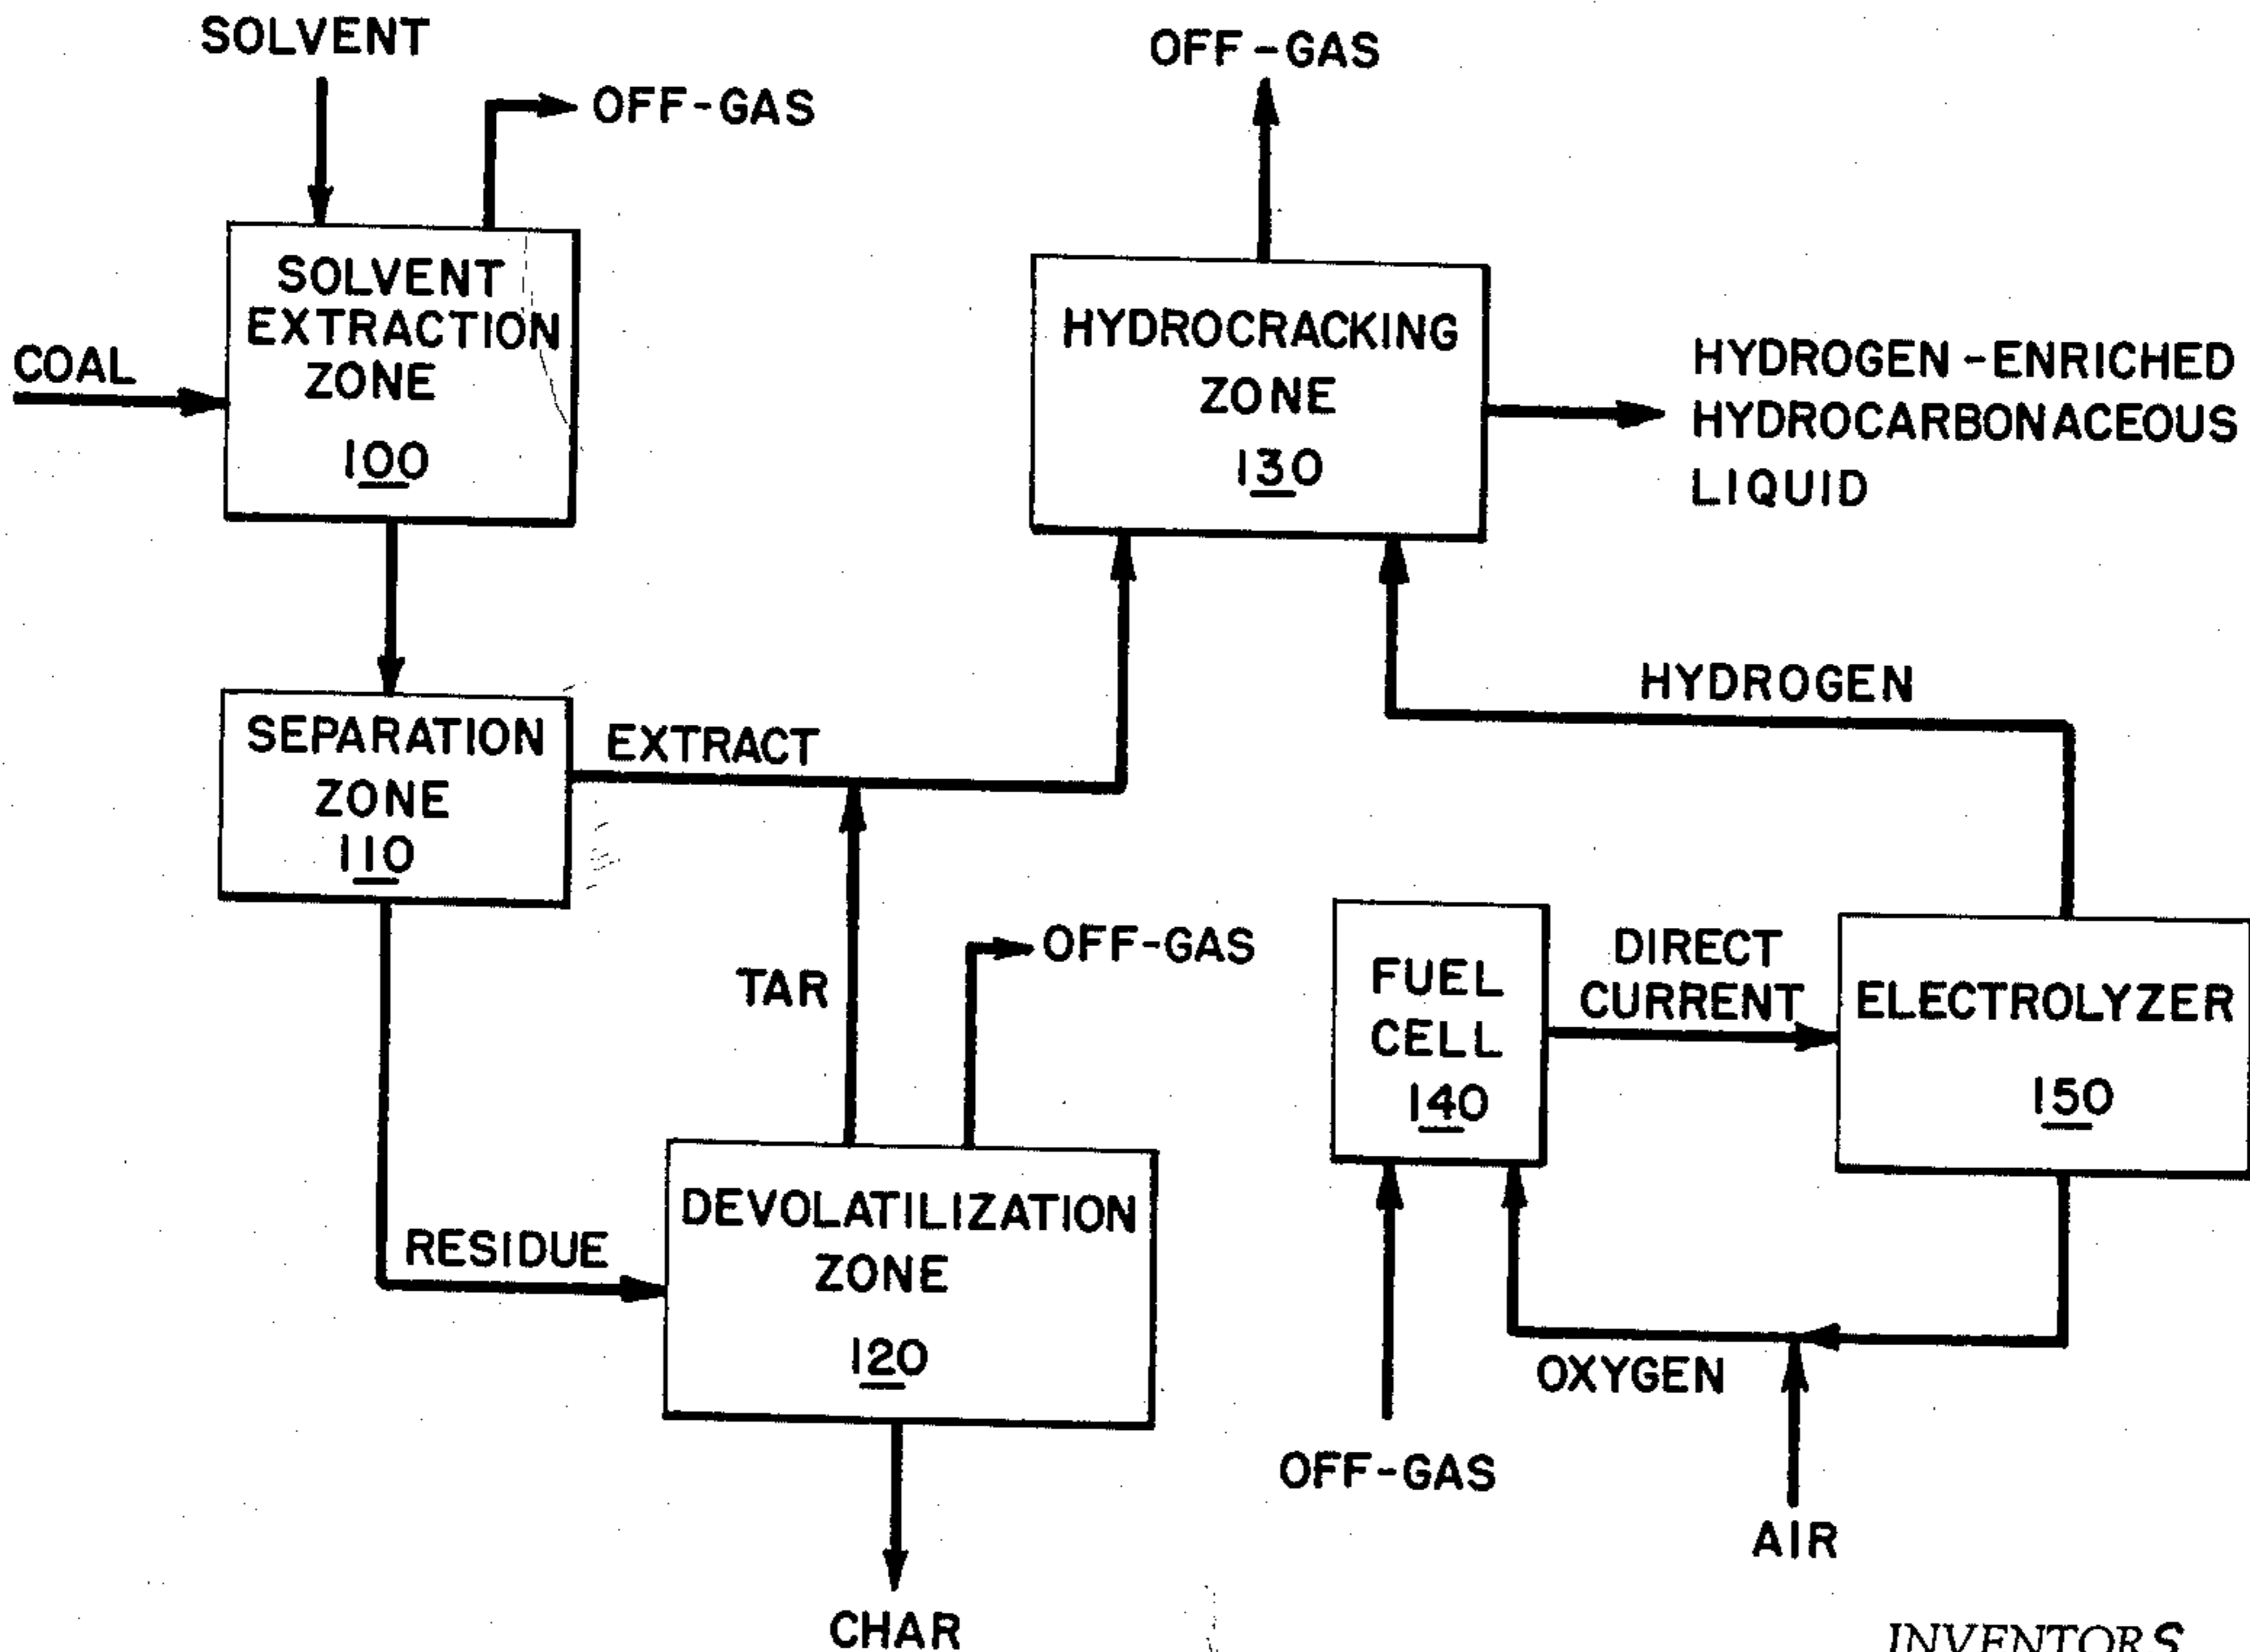 SOLVENT
OFF-GAS
SOLVENT
EXTRACTION
ZONE
100
COAL
OFF-GAS
HYDROCRACKING
ZONE
130
HYDROGEN-ENRICHED
HYDROCARBONACEOUS
LIQUID
SEPARATION
ZONE
110
EXTRACT
HYDROGEN
TAR
OFF-GAS
RESIDUE
DEVOLATILIZATION
ZONE
120
CHAR
FUEL
CELL
140
DIRECT
CURRENT
ELECTROLYZER
150
OXYGEN
OFF-GAS
AIR
INVENTORS